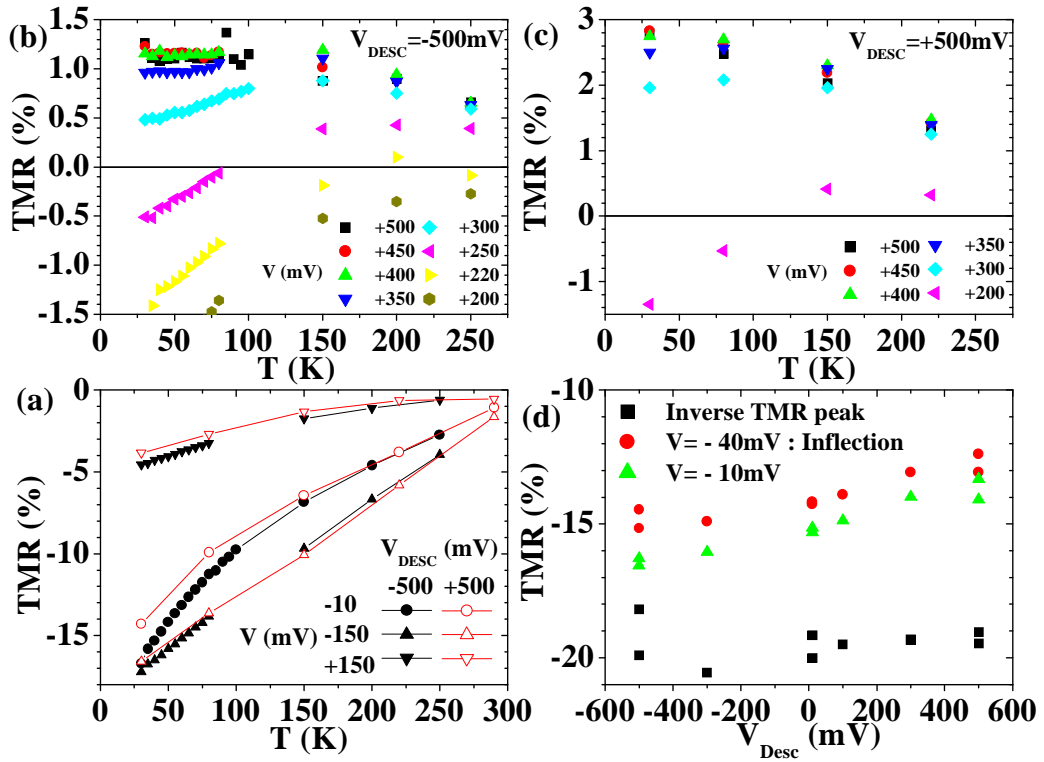 (b)
V_DESC=-500mV
TMR (%)
1.5
1.0
0.5
0.0
-0.5
-1.0
-1.5
V (mV)
+500
+450
+400
+350
+300
+250
+220
+200
0 50 100 150 200 250
T (K)
(c)
V_DESC=+500mV
TMR (%)
3
2
1
0
-1
V (mV)
+500
+450
+400
+350
+300
+200
0 50 100 150 200 250
T (K)
(a)
TMR (%)
0
-5
-10
-15
V_DESC (mV)
-500 +500
V (mV)
-10
-150
+150
0 50 100 150 200 250 300
T (K)
(d)
TMR (%)
-10
-15
-20
Inverse TMR peak
V= - 40mV : Inflection
V= - 10mV
-600 -400 -200 0 200 400 600
V_Desc (mV)